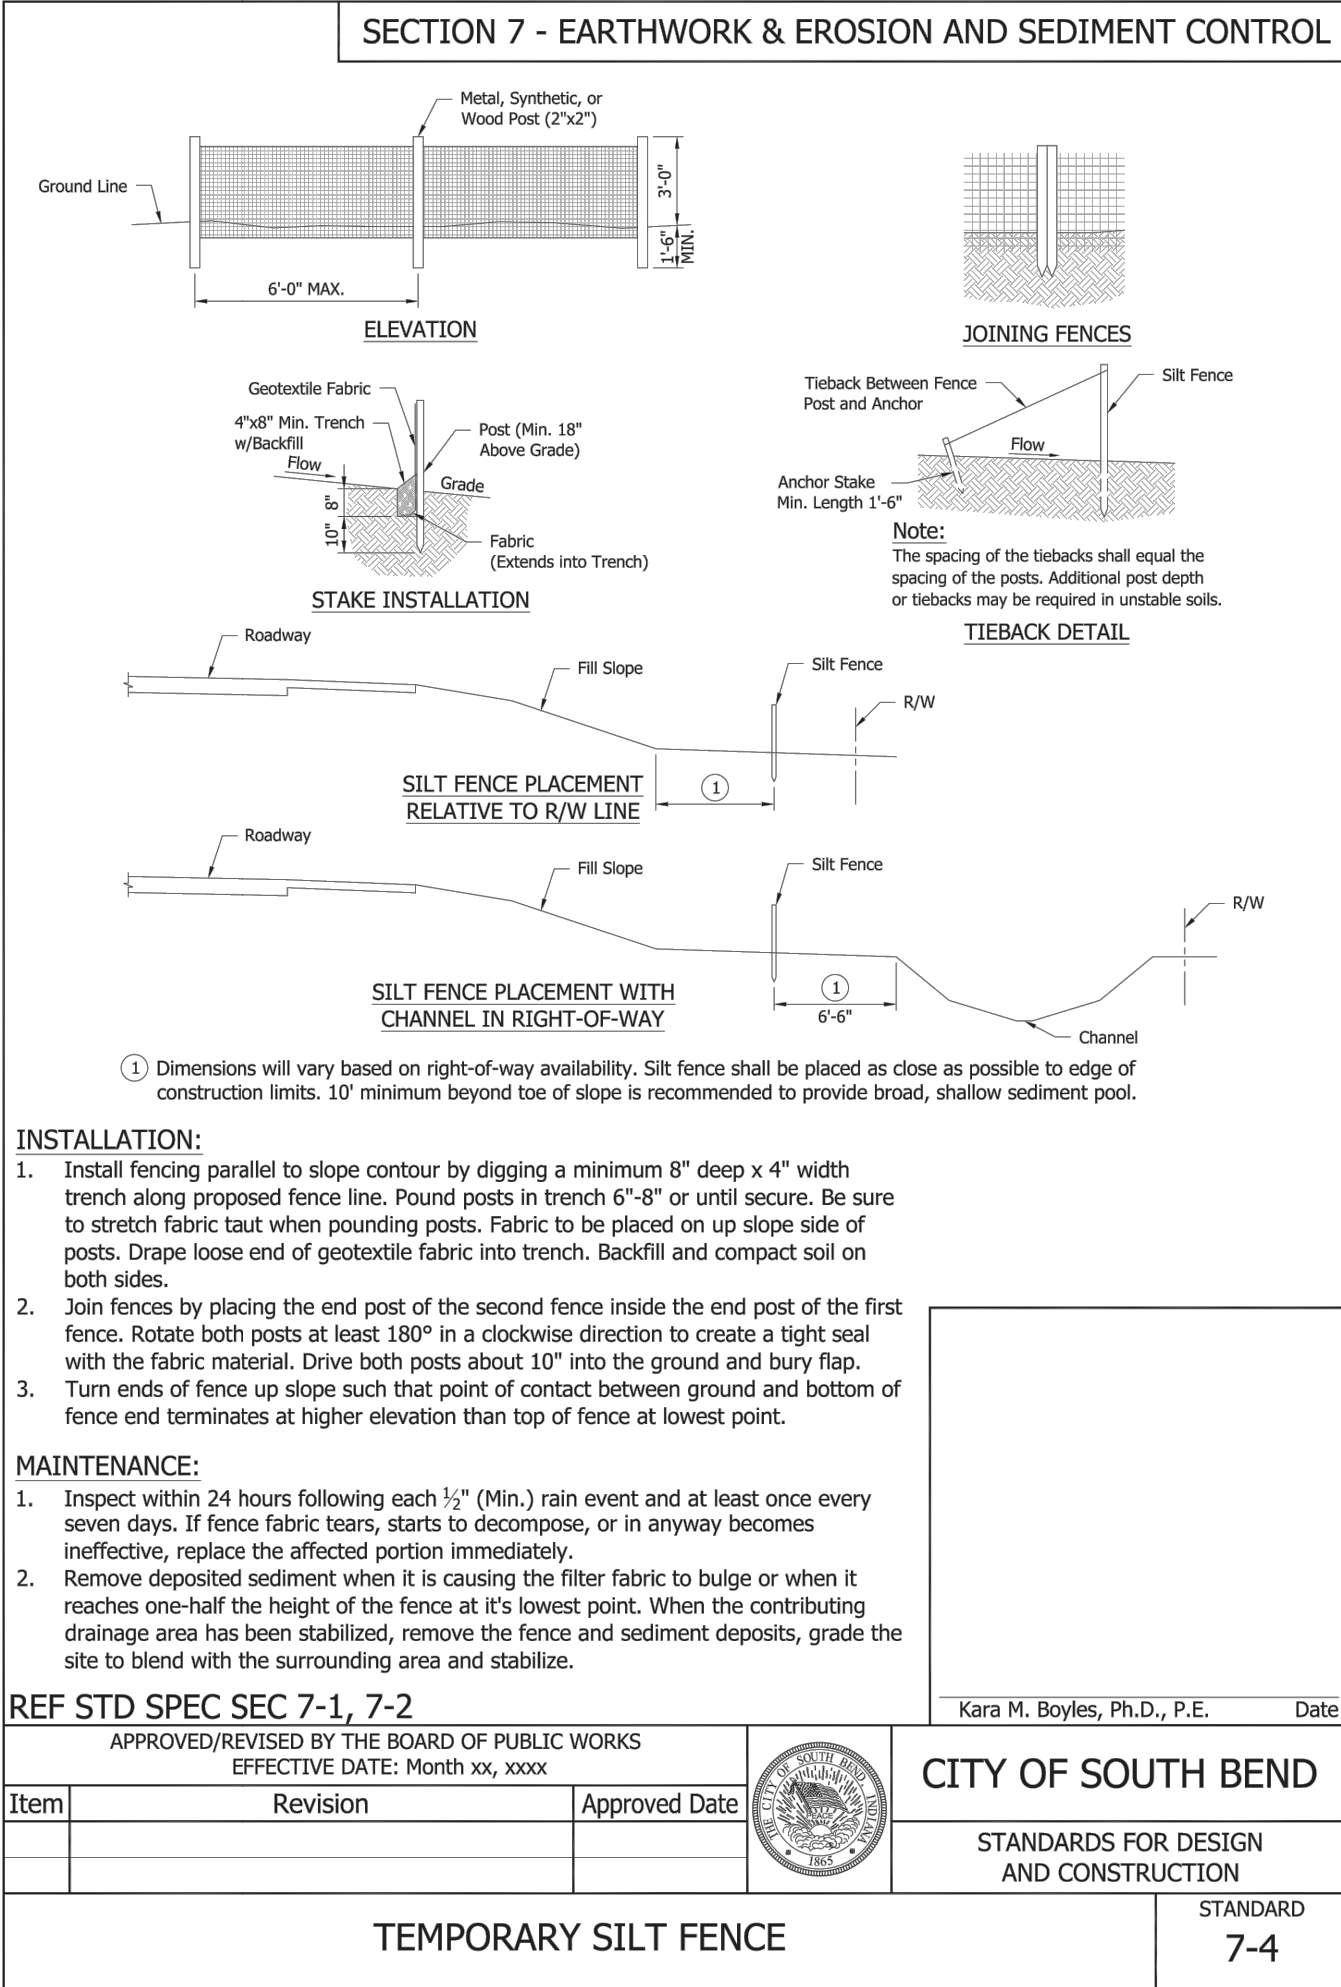 SECTION 7 - EARTHWORK & EROSION AND SEDIMENT CONTROL
Metal, Synthetic, or
Wood Post (2"x2")
Ground Line
3'-0"
1'-6"
MIN.
6'-0" MAX.
ELEVATION
JOINING FENCES
Geotextile Fabric
4"x8" Min. Trench
w/Backfill
Flow
Post (Min. 18"
Above Grade)
Grade
8"
10"
Fabric
(Extends into Trench)
STAKE INSTALLATION
Tieback Between Fence
Post and Anchor
Silt Fence
Flow
Anchor Stake
Min. Length 1'-6"
Note:
The spacing of the tiebacks shall equal the
spacing of the posts. Additional post depth
or tiebacks may be required in unstable soils.
TIEBACK DETAIL
Roadway
Fill Slope
Silt Fence
R/W
1
SILT FENCE PLACEMENT
RELATIVE TO R/W LINE
Roadway
Fill Slope
Silt Fence
R/W
1
6'-6"
Channel
SILT FENCE PLACEMENT WITH
CHANNEL IN RIGHT-OF-WAY
1 Dimensions will vary based on right-of-way availability. Silt fence shall be placed as close as possible to edge of
construction limits. 10' minimum beyond toe of slope is recommended to provide broad, shallow sediment pool.
INSTALLATION:
1. Install fencing parallel to slope contour by digging a minimum 8" deep x 4" width
trench along proposed fence line. Pound posts in trench 6"-8" or until secure. Be sure
to stretch fabric taut when pounding posts. Fabric to be placed on up slope side of
posts. Drape loose end of geotextile fabric into trench. Backfill and compact soil on
both sides.
2. Join fences by placing the end post of the second fence inside the end post of the first
fence. Rotate both posts at least 180° in a clockwise direction to create a tight seal
with the fabric material. Drive both posts about 10" into the ground and bury flap.
3. Turn ends of fence up slope such that point of contact between ground and bottom of
fence end terminates at higher elevation than top of fence at lowest point.
MAINTENANCE:
1. Inspect within 24 hours following each ½" (Min.) rain event and at least once every
seven days. If fence fabric tears, starts to decompose, or in anyway becomes
ineffective, replace the affected portion immediately.
2. Remove deposited sediment when it is causing the filter fabric to bulge or when it
reaches one-half the height of the fence at it's lowest point. When the contributing
drainage area has been stabilized, remove the fence and sediment deposits, grade the
site to blend with the surrounding area and stabilize.
REF STD SPEC SEC 7-1, 7-2
Kara M. Boyles, Ph.D., P.E. Date
APPROVED/REVISED BY THE BOARD OF PUBLIC WORKS
EFFECTIVE DATE: Month xx, xxxx
Item Revision Approved Date
THE CITY OF SOUTH BEND INDIANA
PEACE
1865
CITY OF SOUTH BEND
STANDARDS FOR DESIGN
AND CONSTRUCTION
TEMPORARY SILT FENCE
STANDARD
7-4